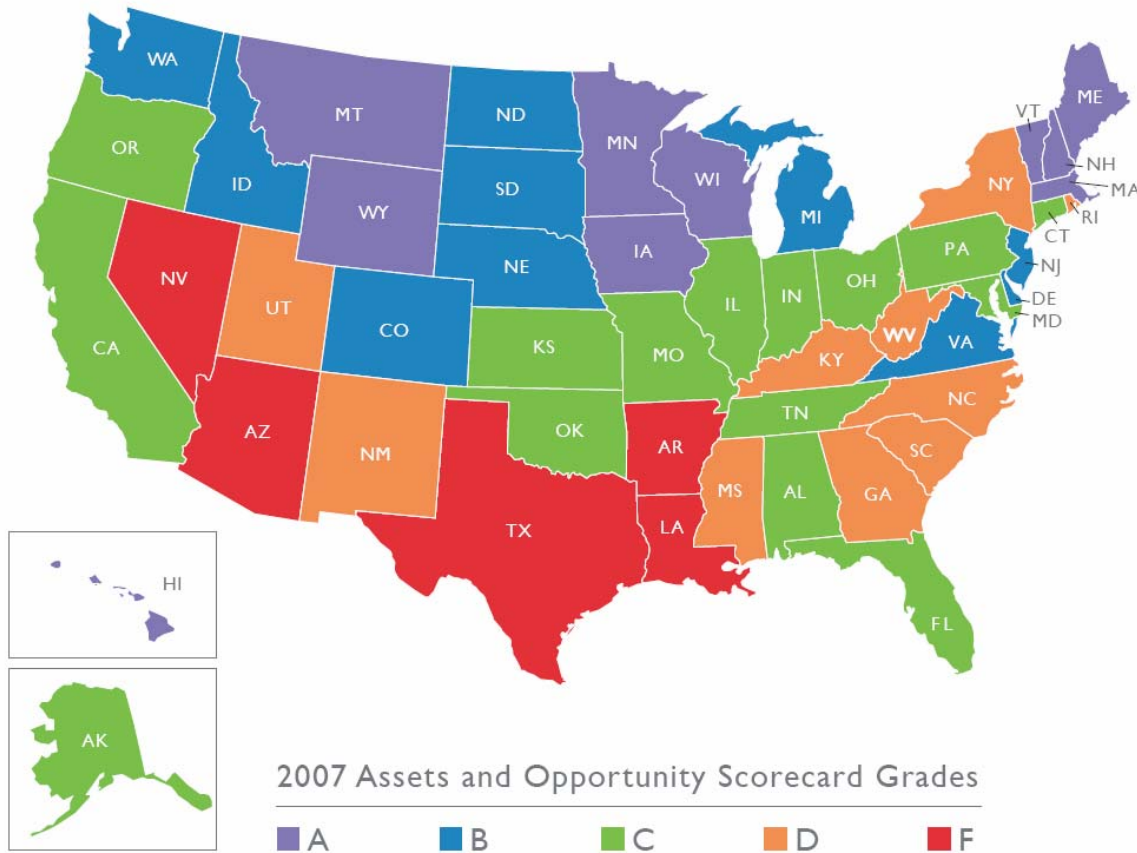 WA
MT
ND
MN
VT
ME
OR
ID
SD
WI
MI
NY
NH
MA
WY
RI
CT
IA
NE
PA
NJ
NV
UT
CO
IL
IN
OH
DE
MD
CA
KS
MO
WV
VA
KY
NC
AZ
NM
OK
TN
AR
SC
MS
AL
GA
TX
LA
HI
FL
AK
2007 Assets and Opportunity Scorecard Grades
A B C D F